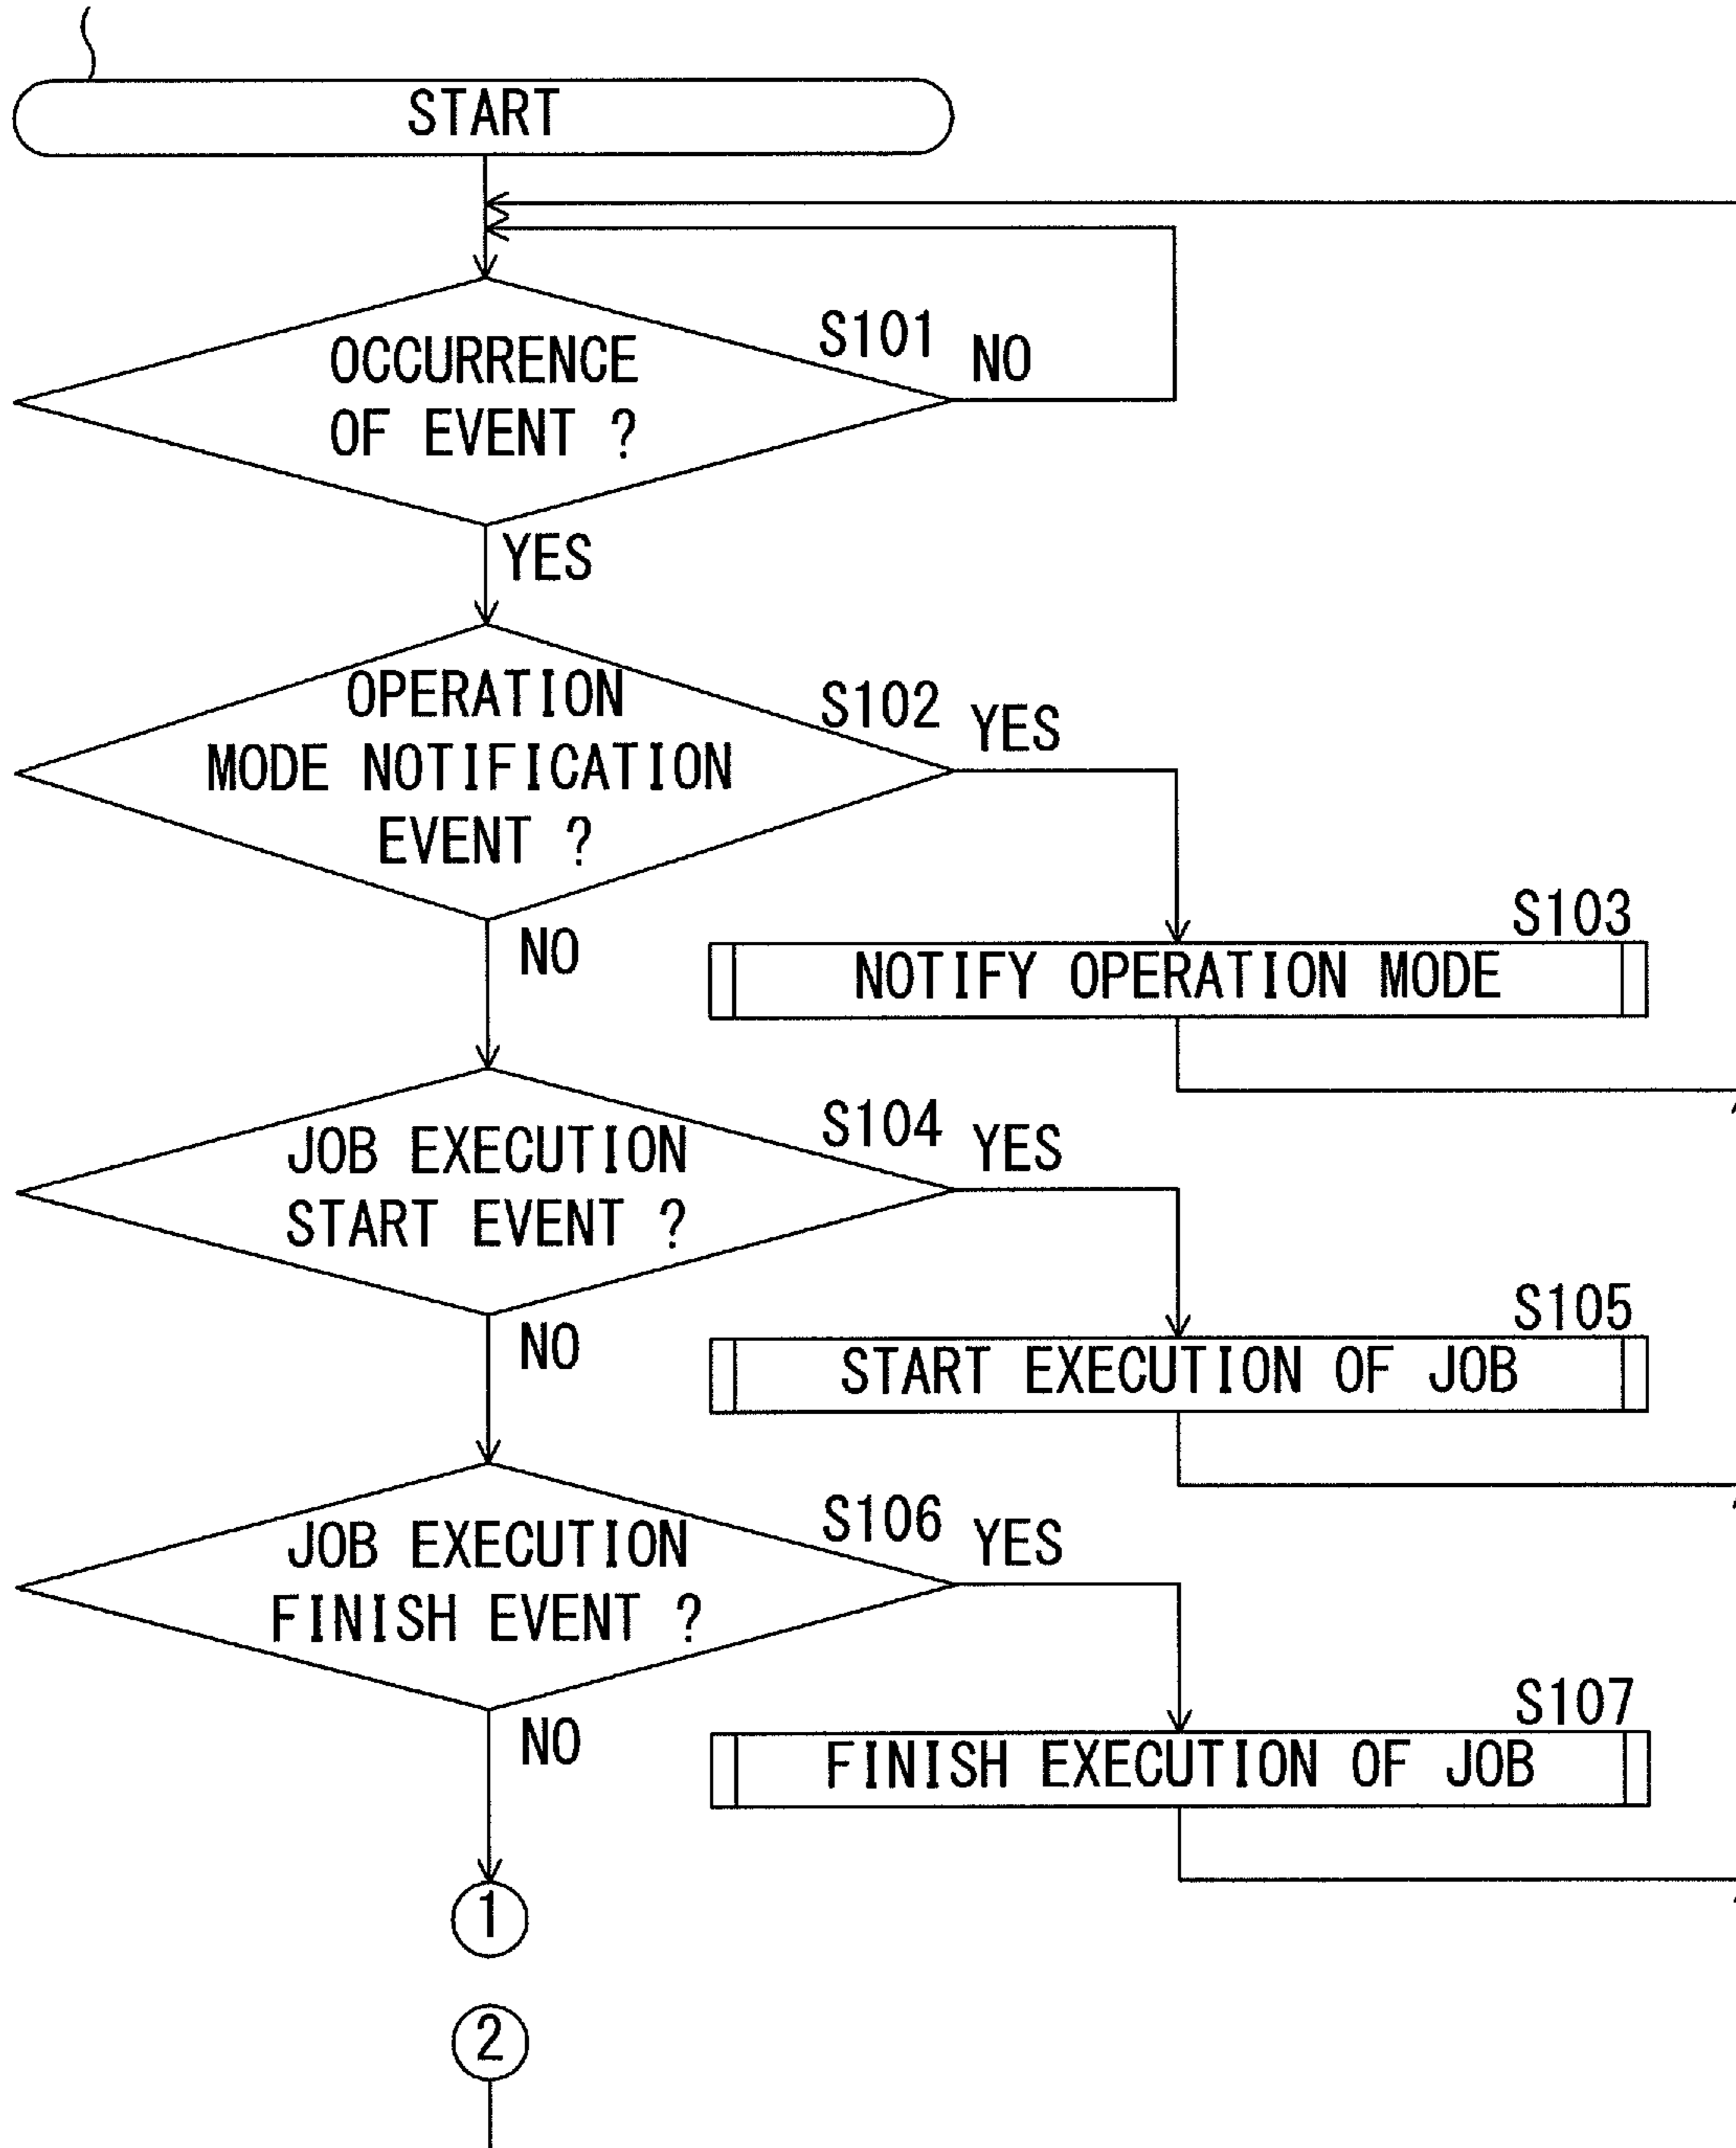 START
OCCURRENCE
OF EVENT ?
S101
NO
YES
OPERATION
MODE NOTIFICATION
EVENT ?
S102
YES
NO
S103
NOTIFY OPERATION MODE
JOB EXECUTION
START EVENT ?
S104
YES
NO
S105
START EXECUTION OF JOB
JOB EXECUTION
FINISH EVENT ?
S106
YES
NO
S107
FINISH EXECUTION OF JOB
1
2